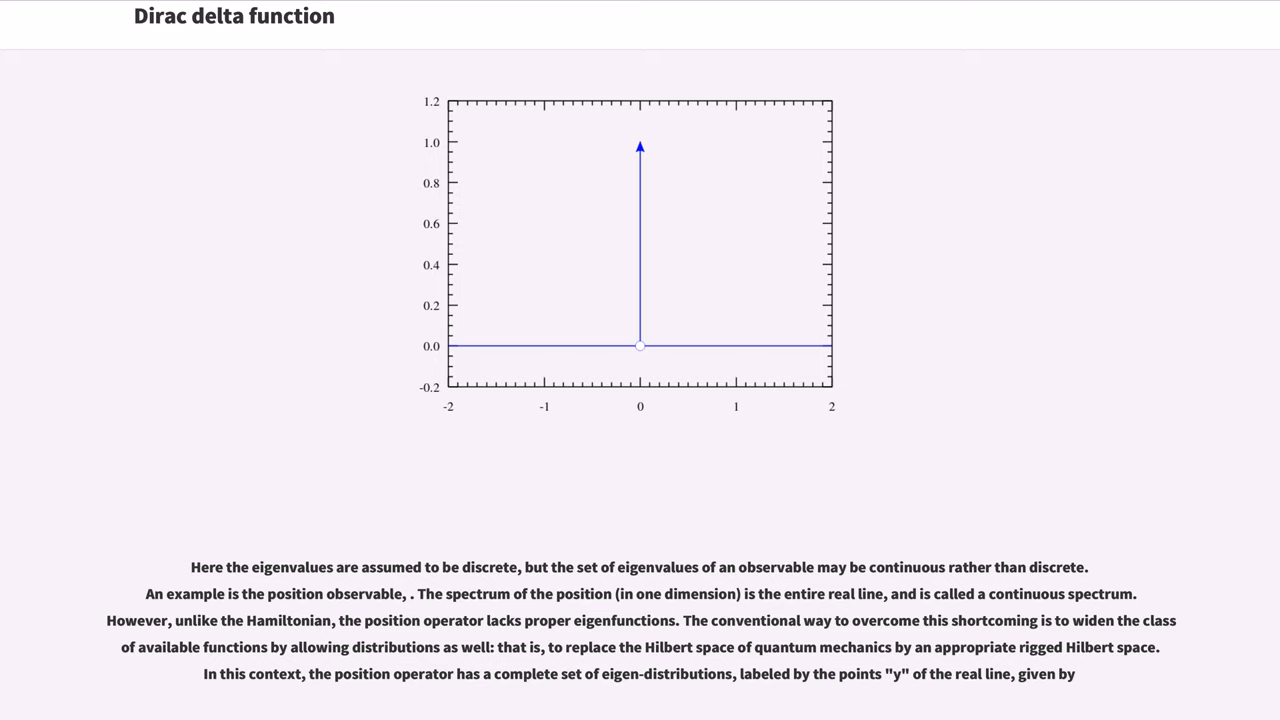 Dirac delta function
1.2
1.0
0.8
0.6
0.4
0.2
0.0
-0.2
-2 -1 0 1 2
Here the eigenvalues are assumed to be discrete, but the set of eigenvalues of an observable may be continuous rather than discrete.
An example is the position observable, . The spectrum of the position (in one dimension) is the entire real line, and is called a continuous spectrum.
However, unlike the Hamiltonian, the position operator lacks proper eigenfunctions. The conventional way to overcome this shortcoming is to widen the class
of available functions by allowing distributions as well: that is, to replace the Hilbert space of quantum mechanics by an appropriate rigged Hilbert space.
In this context, the position operator has a complete set of eigen-distributions, labeled by the points "y" of the real line, given by